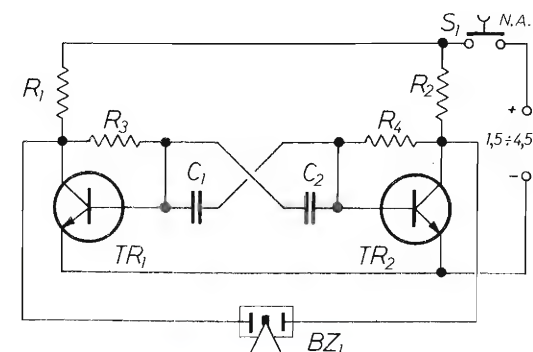 S1 N.A.
R1
R2
R3
R4
+
1,5÷4,5
C1
C2
−
TR1
TR2
BZ1